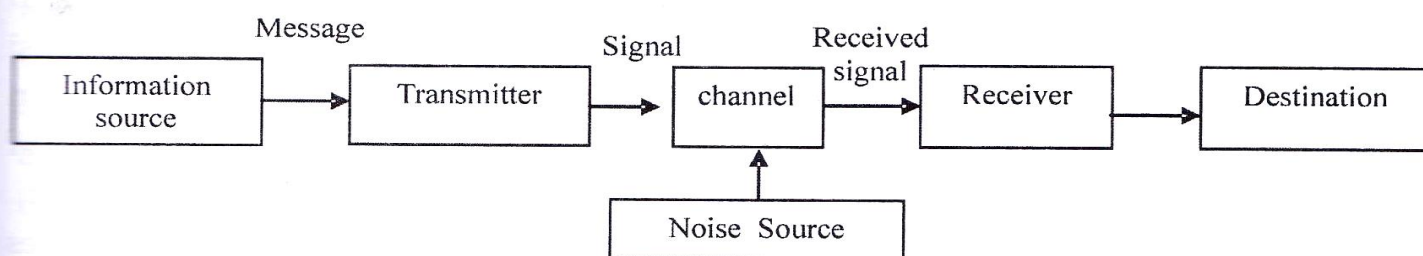 Message
Signal
Received
signal
Information
source
Transmitter
channel
Receiver
Destination
Noise Source